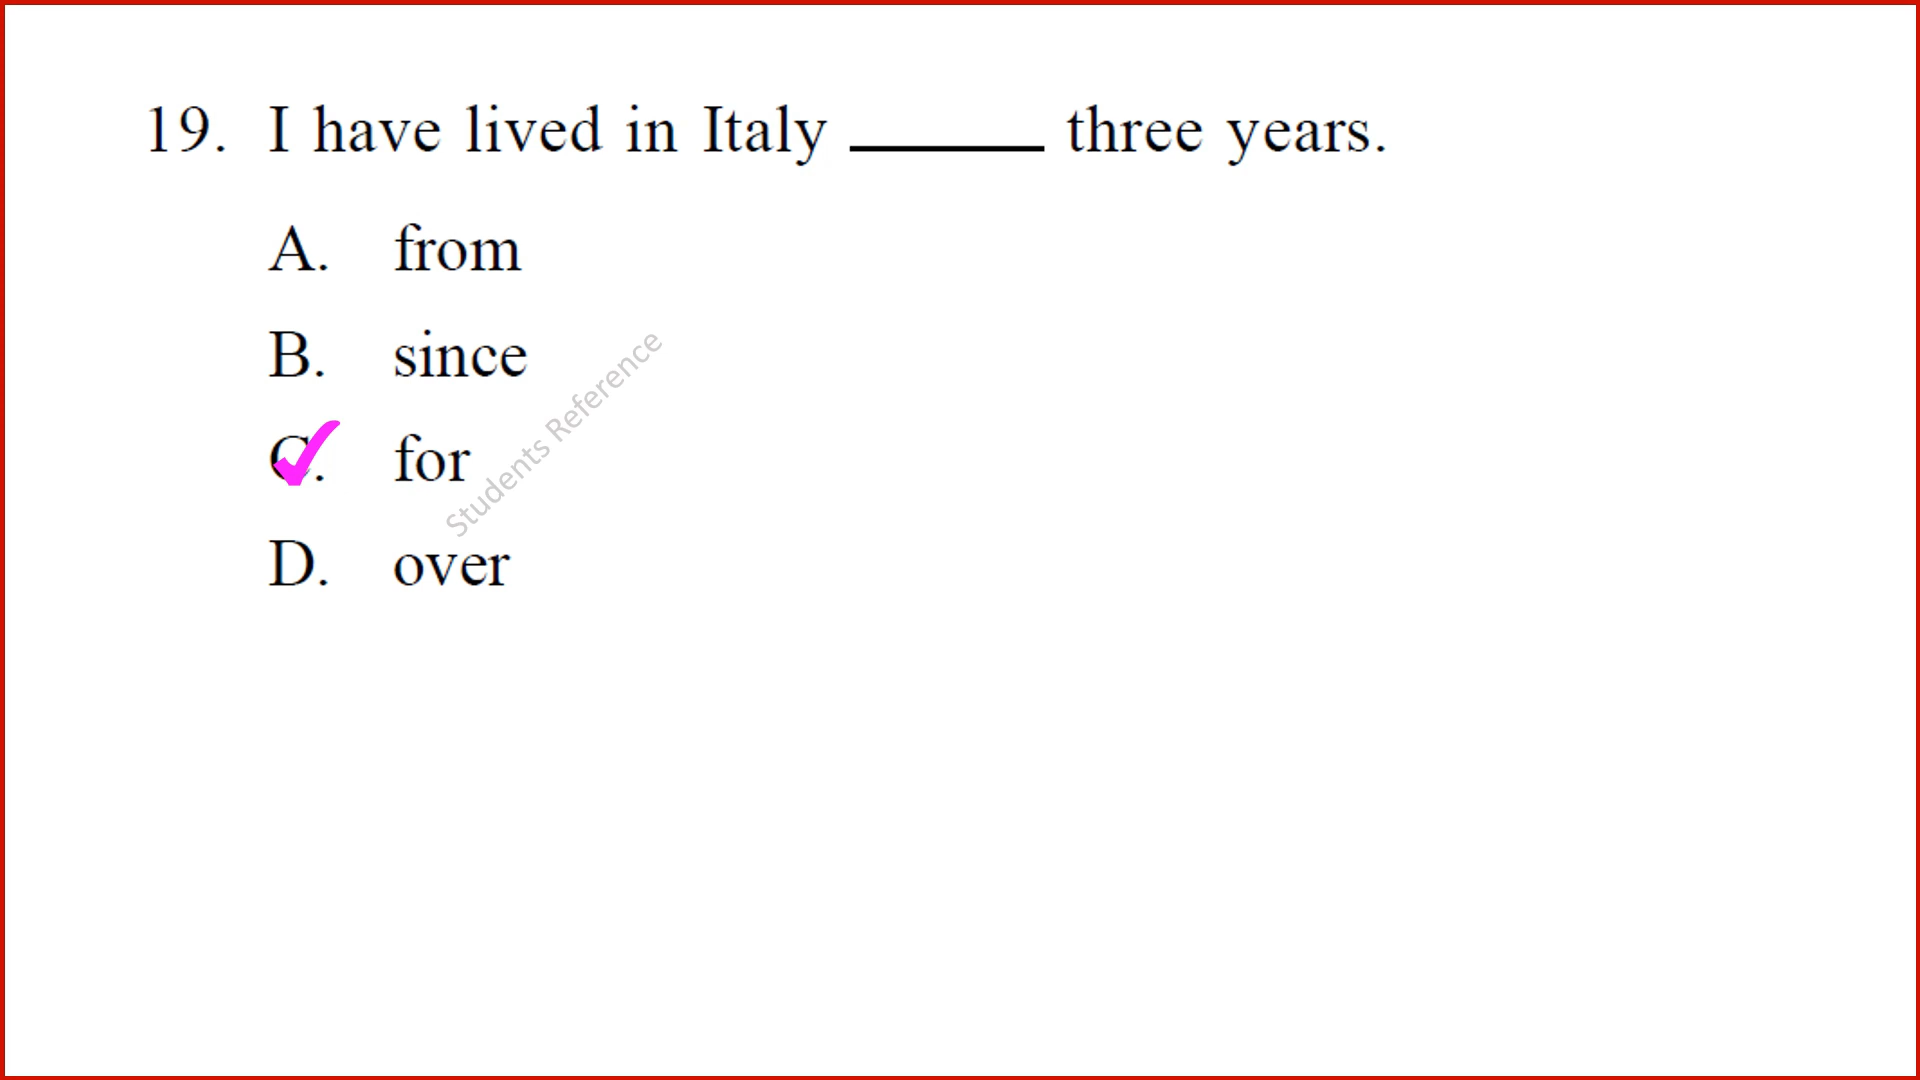 19. I have lived in Italy ______ three years.
A. from
B. since
C. for
D. over
Students Reference